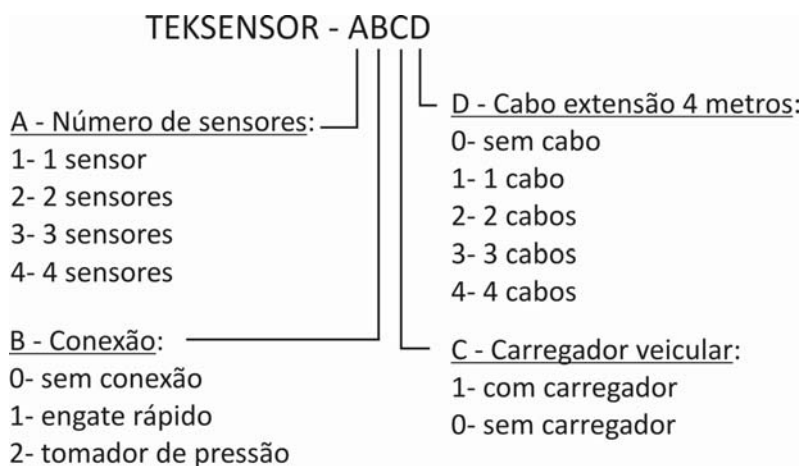 TEKSENSOR - ABCD
A - Número de sensores:
1- 1 sensor
2- 2 sensores
3- 3 sensores
4- 4 sensores
B - Conexão:
0- sem conexão
1- engate rápido
2- tomador de pressão
D - Cabo extensão 4 metros:
0- sem cabo
1- 1 cabo
2- 2 cabos
3- 3 cabos
4- 4 cabos
C - Carregador veicular:
1- com carregador
0- sem carregador